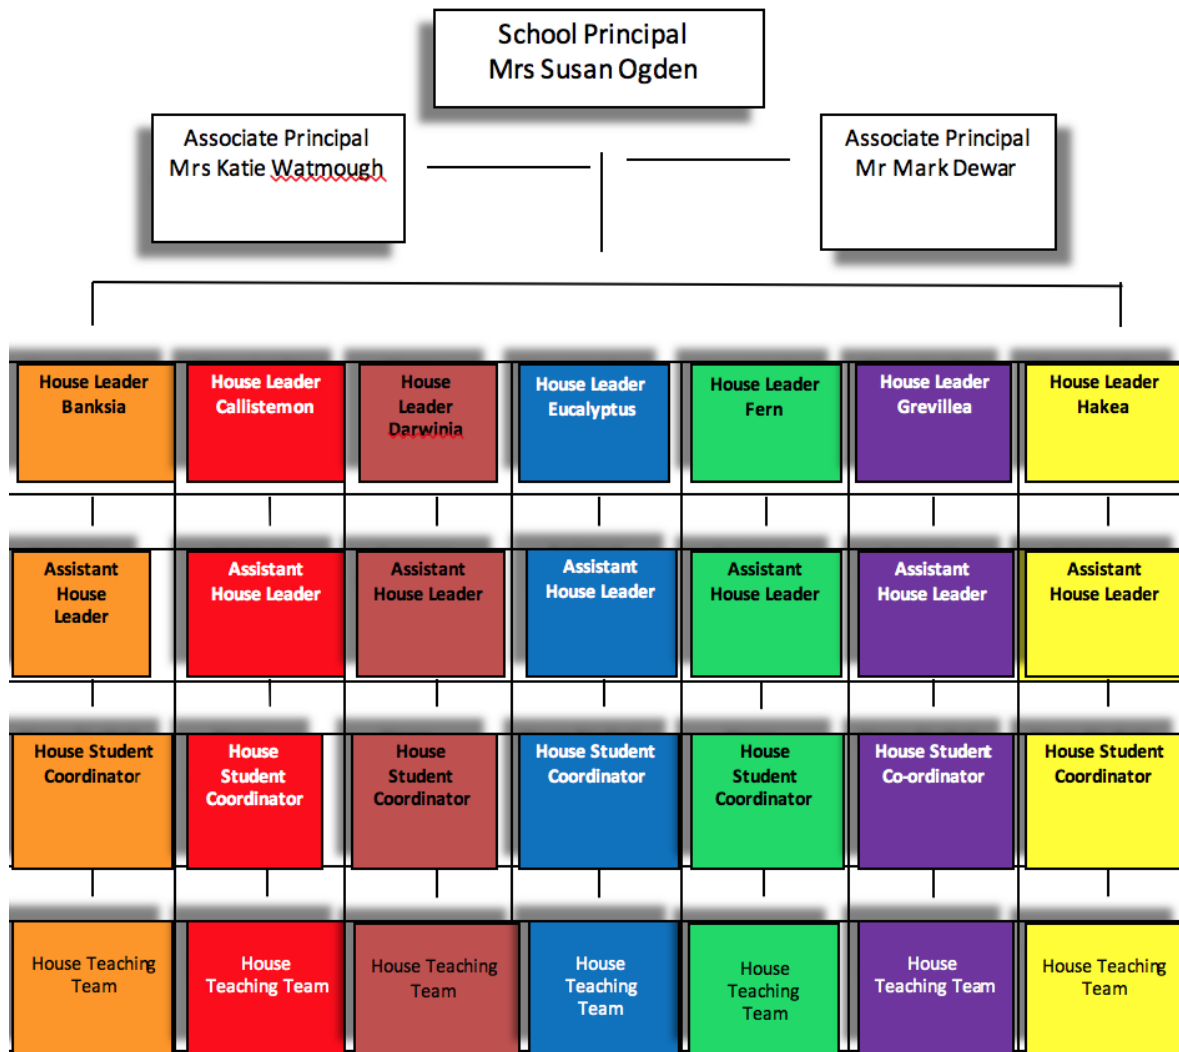 School Principal
Mrs Susan Ogden
Associate Principal
Mrs Katie Watmough
Associate Principal
Mr Mark Dewar
House Leader
Banksia
House Leader
Callistemon
House
Leader
Darwinia
House Leader
Eucalyptus
House Leader
Fern
House Leader
Grevillea
House Leader
Hakea
Assistant
House
Leader
Assistant
House Leader
Assistant
House Leader
Assistant
House Leader
Assistant
House Leader
Assistant
House Leader
Assistant
House Leader
House Student
Coordinator
House
Student
Coordinator
House
Student
Coordinator
House Student
Coordinator
House
Student
Coordinator
House Student
Co-ordinator
House Student
Coordinator
House Teaching
Team
House
Teaching Team
House Teaching
Team
House
Teaching
Team
House
Teaching
Team
House
Teaching Team
House Teaching
Team